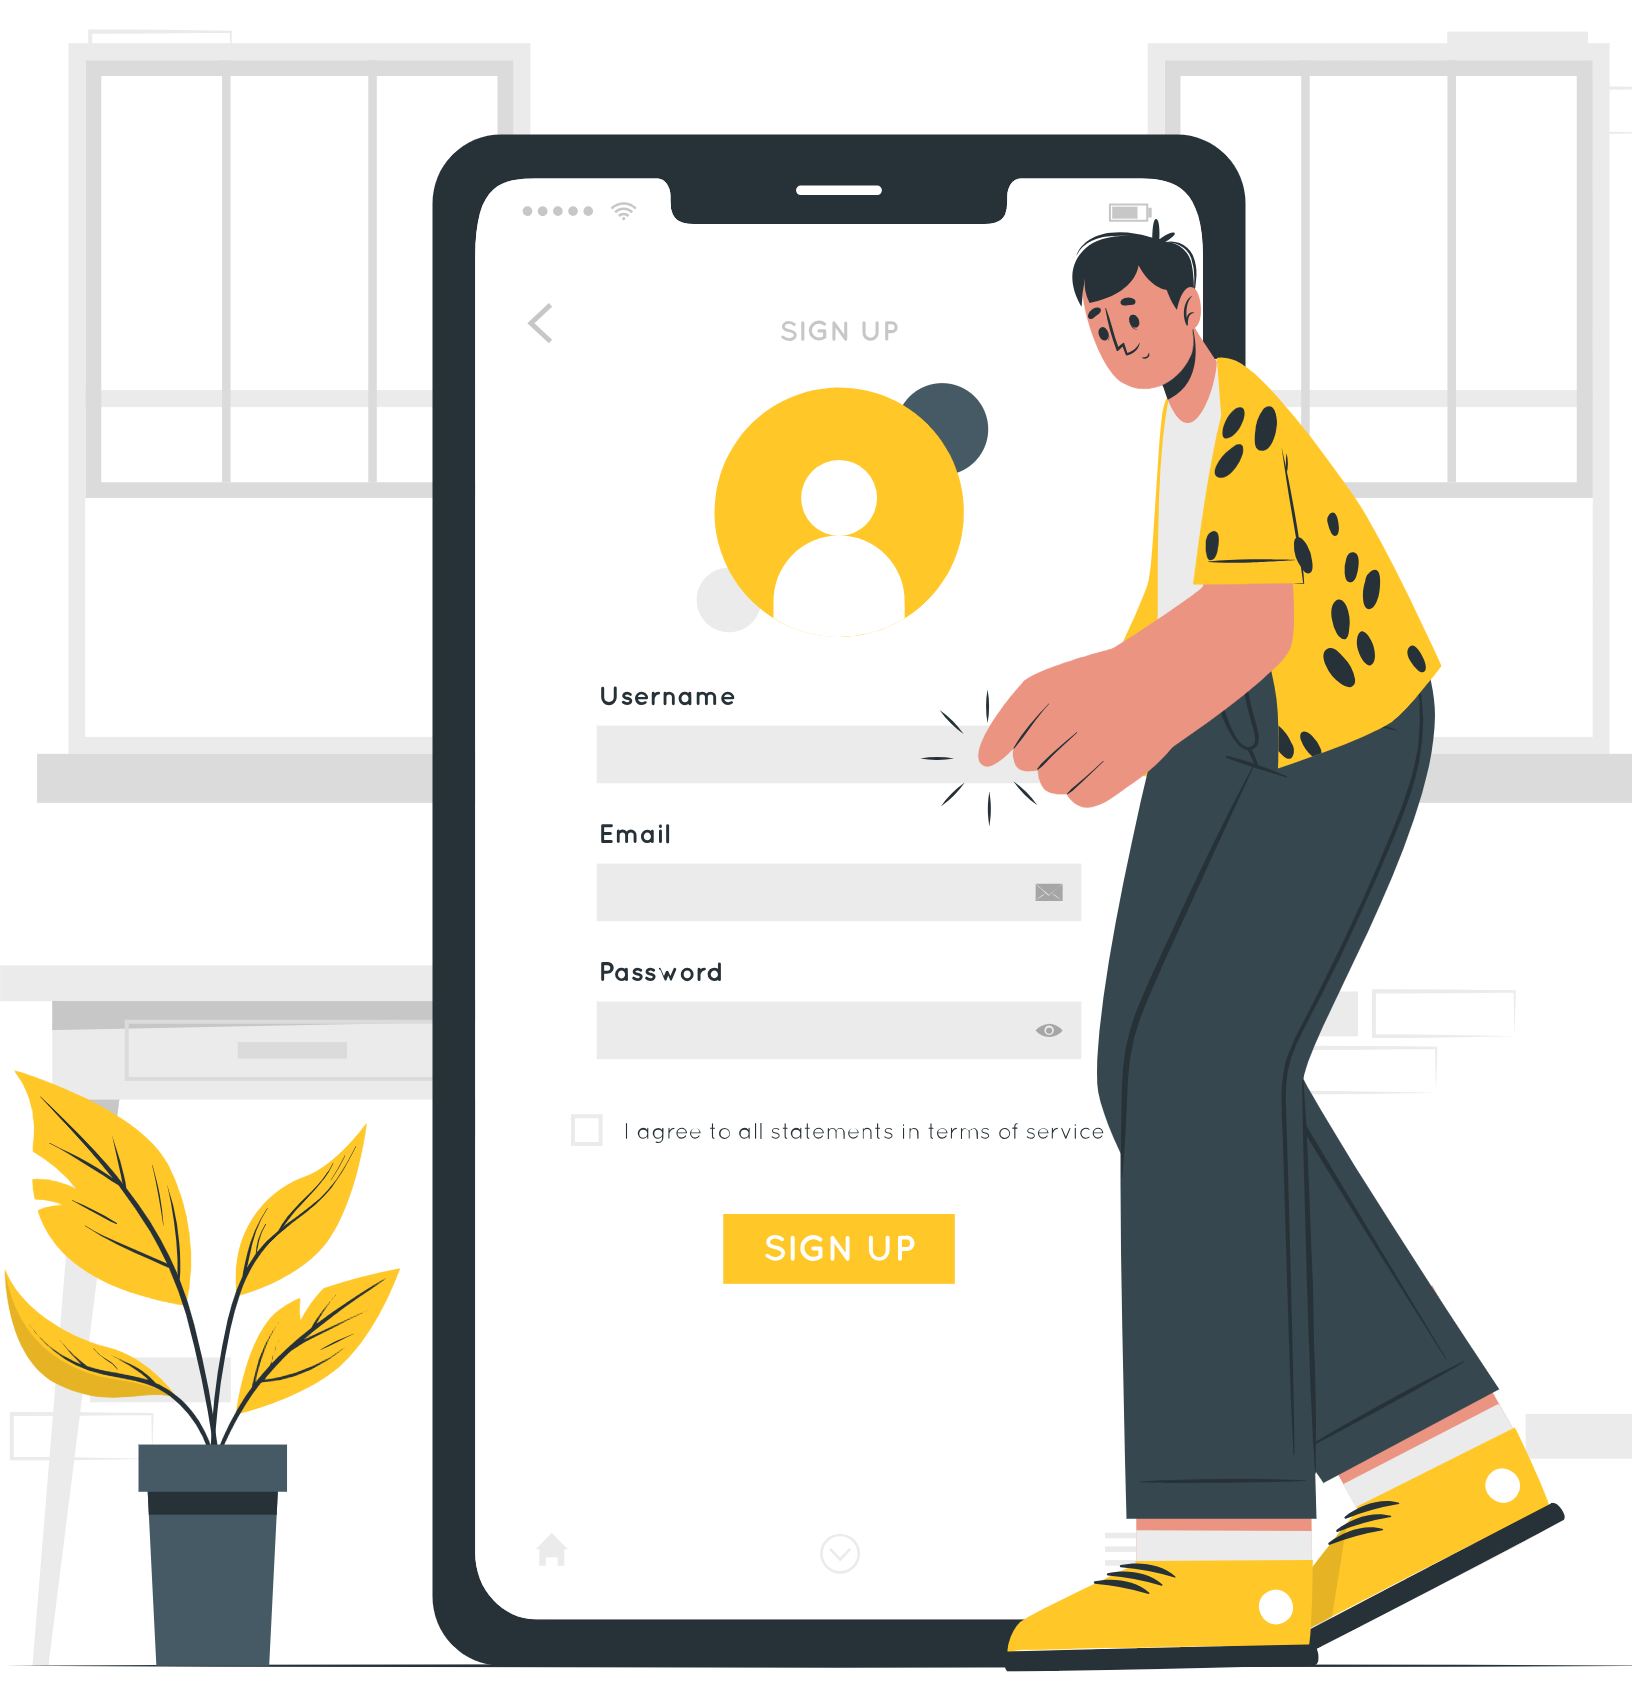 SIGN UP
Username
Email
Password
I agree to all statements in terms of service
SIGN UP